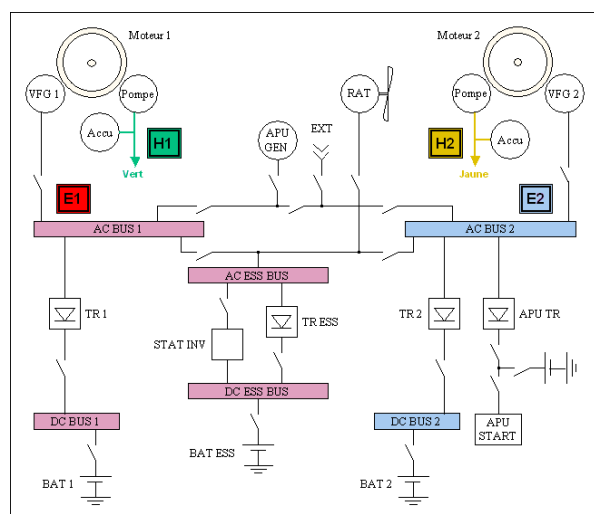 Moteur 1
Moteur 2
VFG 1
Pompe
RAT
Pompe
VFG 2
Accu
H1
APU
GEN
EXT
H2
Accu
Vert
Jaune
E1
E2
AC BUS 1
AC BUS 2
AC ESS BUS
TR 1
TR ESS
TR 2
APU TR
STAT INV
DC ESS BUS
DC BUS 1
DC BUS 2
APU
START
BAT ESS
BAT 1
BAT 2